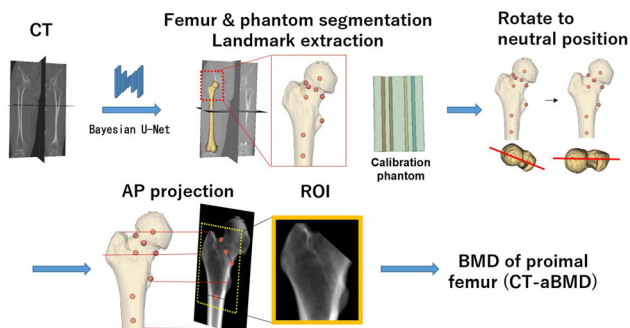 CT
Bayesian U-Net
Femur & phantom segmentation
Landmark extraction
Calibration
phantom
Rotate to
neutral position
AP projection
ROI
BMD of proimal
femur (CT-aBMD)